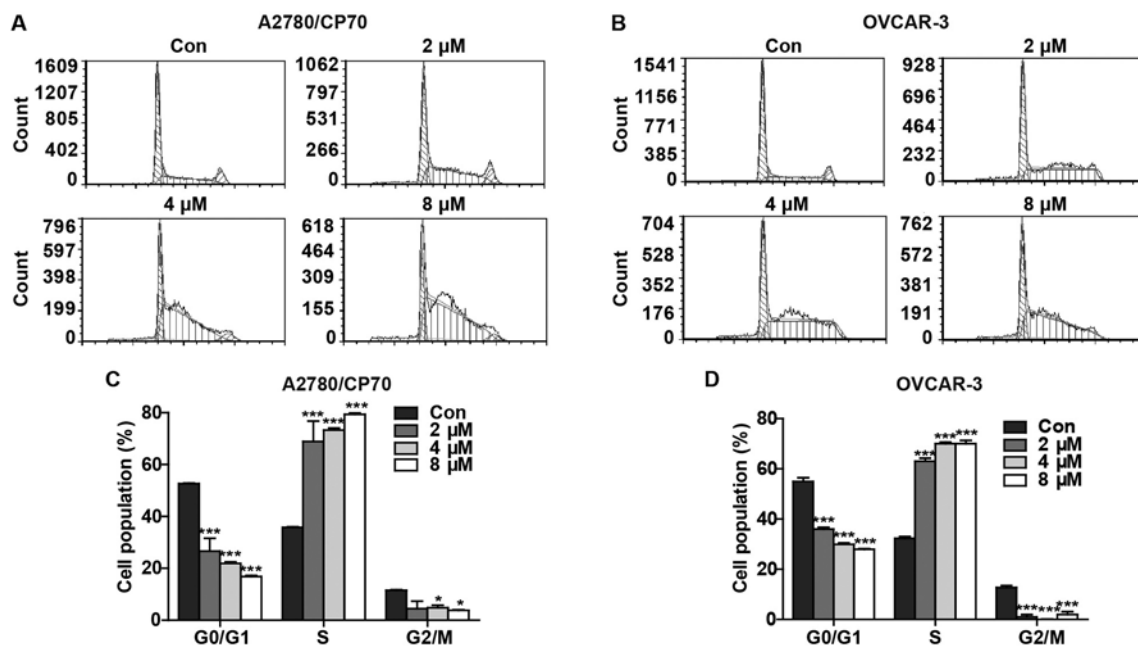 A
A2780/CP70
Con
2 µM
1609
1207
805
402
0
Count
1062
797
531
266
0
4 µM
8 µM
796
597
398
199
0
Count
618
464
309
155
0
B
OVCAR-3
Con
2 µM
1541
1156
771
385
0
Count
928
696
464
232
0
4 µM
8 µM
704
528
352
176
0
Count
762
572
381
191
0
C
A2780/CP70
Cell population (%)
80
60
40
20
0
Con
2 µM
4 µM
8 µM
***
***
***
***
***
***
*
*
G0/G1
S
G2/M
D
OVCAR-3
Cell population (%)
80
60
40
20
0
Con
2 µM
4 µM
8 µM
***
***
***
***
***
***
***
***
***
G0/G1
S
G2/M